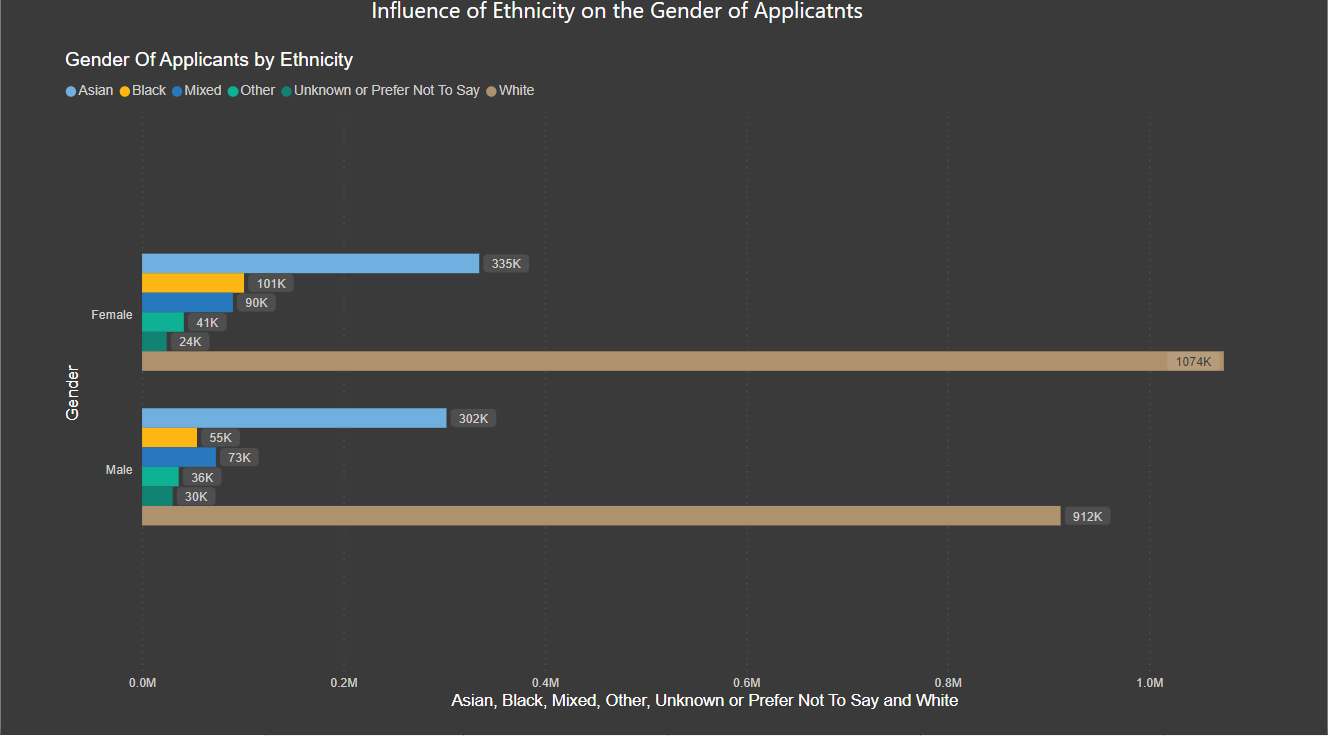 Influence of Ethnicity on the Gender of Applicatnts
Gender Of Applicants by Ethnicity
Asian Black Mixed Other Unknown or Prefer Not To Say White
335K
101K
90K
Female
41K
24K
1074K
Gender
302K
55K
73K
Male
36K
30K
912K
0.0M 0.2M 0.4M 0.6M 0.8M 1.0M
Asian, Black, Mixed, Other, Unknown or Prefer Not To Say and White